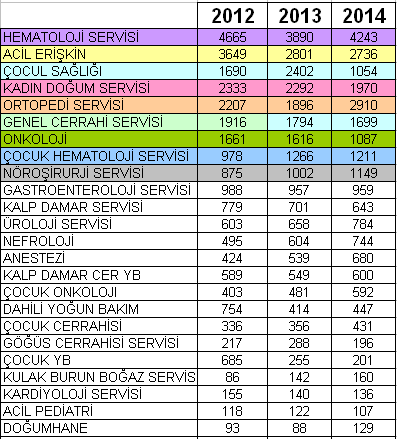 2012 2013 2014
HEMATOLOJİ SERVİSİ 4665 3890 4243
ACİL ERİŞKİN 3649 2801 2736
ÇOCUL SAĞLIĞI 1690 2402 1054
KADIN DOĞUM SERVİSİ 2333 2292 1970
ORTOPEDİ SERVİSİ 2207 1896 2910
GENEL CERRAHİ SERVİSİ 1916 1794 1699
ONKOLOJİ 1661 1616 1087
ÇOCUK HEMATOLOJİ SERVİSİ 978 1266 1211
NÖROŞİRURJİ SERVİSİ 875 1002 1149
GASTROENTEROLOJİ SERVİSİ 988 957 959
KALP DAMAR SERVİSİ 779 701 643
ÜROLOJİ SERVİSİ 603 658 784
NEFROLOJİ 495 604 744
ANESTEZİ 424 539 680
KALP DAMAR CER YB 589 549 600
ÇOCUK ONKOLOJİ 403 481 592
DAHİLİ YOĞUN BAKIM 754 414 447
ÇOCUK CERRAHİSİ 336 356 431
GÖĞÜS CERRAHİSİ SERVİSİ 217 288 196
ÇOCUK YB 685 255 201
KULAK BURUN BOĞAZ SERVİS 86 142 160
KARDİYOLOJİ SERVİSİ 155 140 136
ACİL PEDİATRİ 118 122 107
DOĞUMHANE 93 88 129